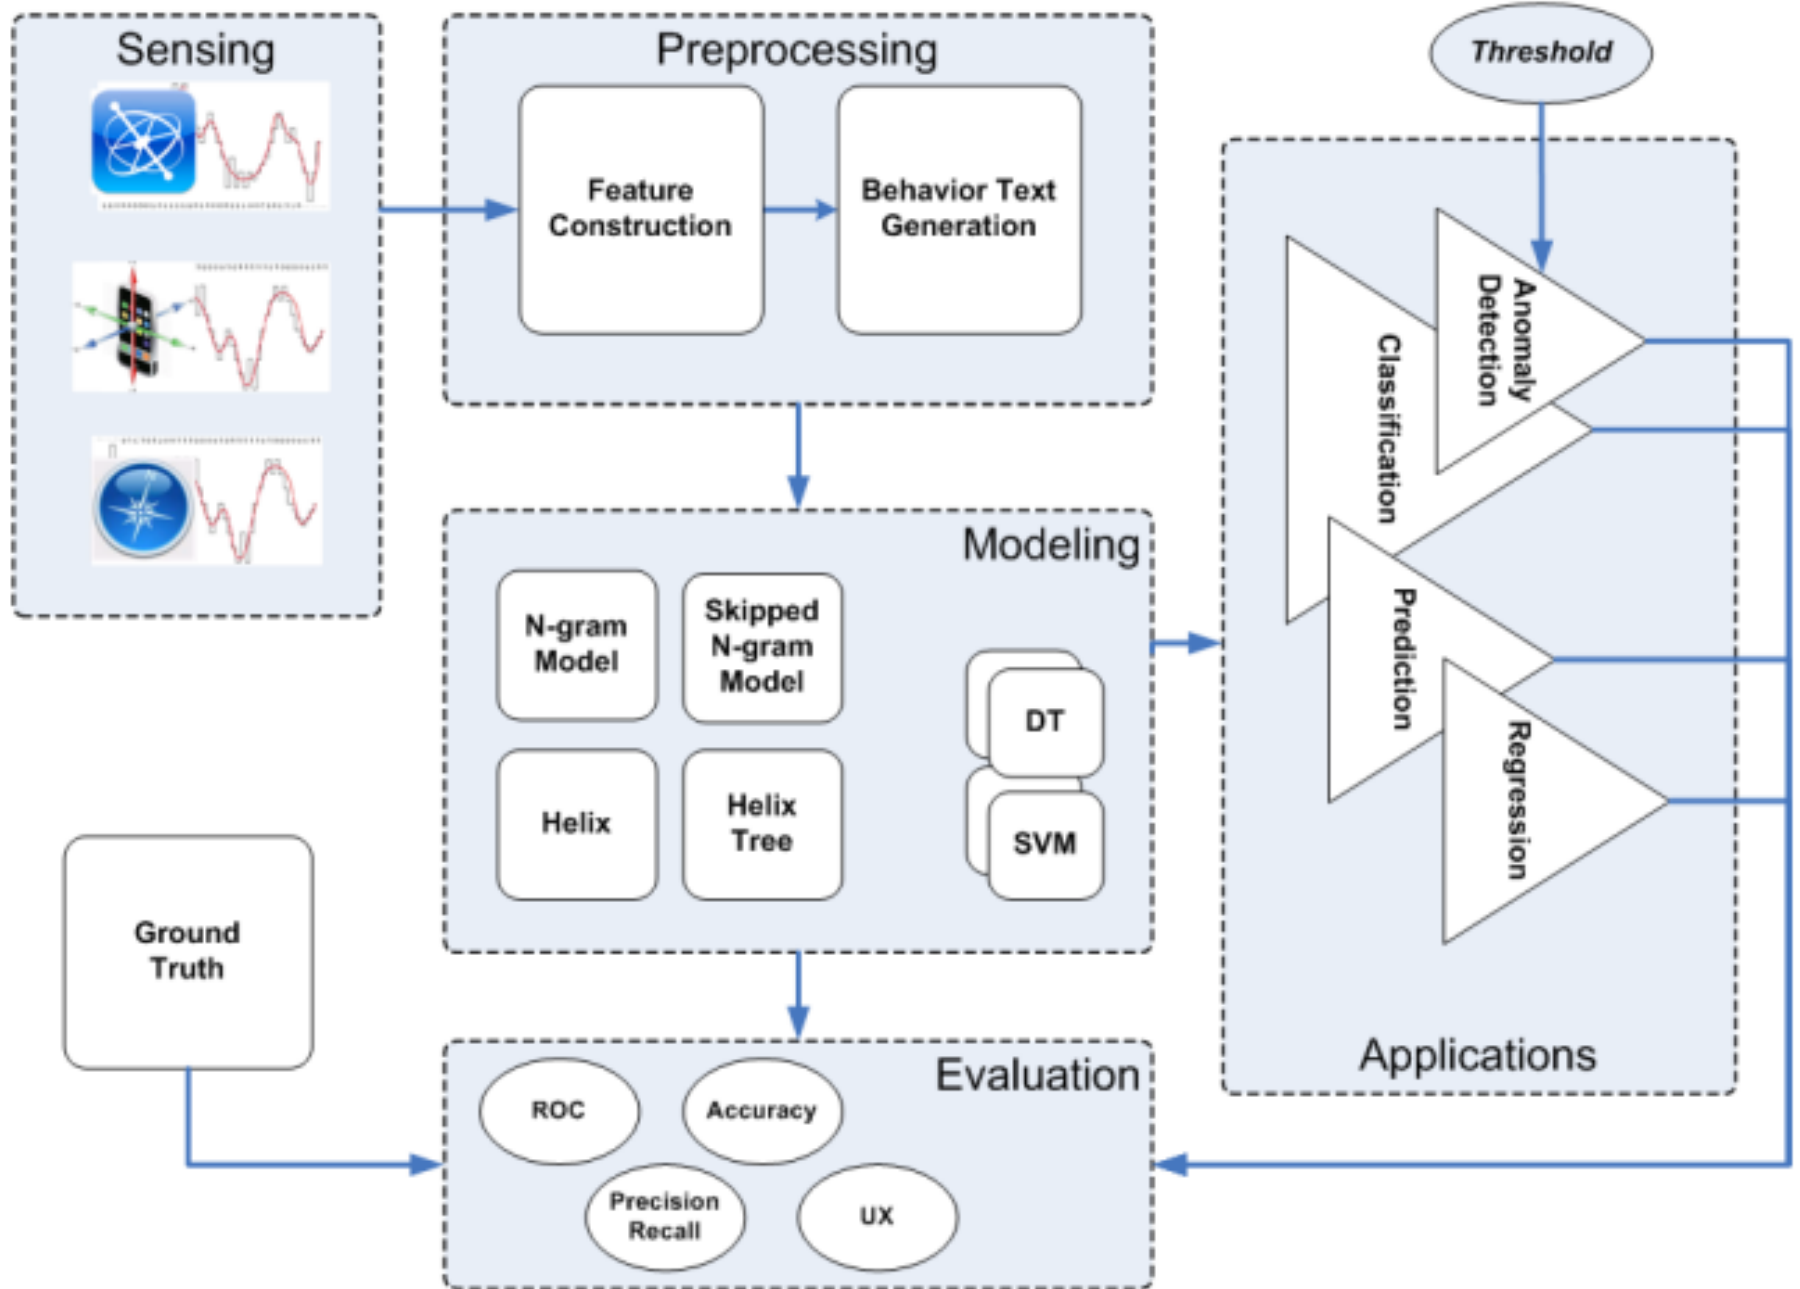 Sensing
Preprocessing
Feature
Construction
Behavior Text
Generation
Threshold
Anomaly
Detection
Classification
Prediction
Regression
Applications
Modeling
N-gram
Model
Skipped
N-gram
Model
DT
Helix
Helix
Tree
SVM
Ground
Truth
Evaluation
ROC
Accuracy
Precision
Recall
UX